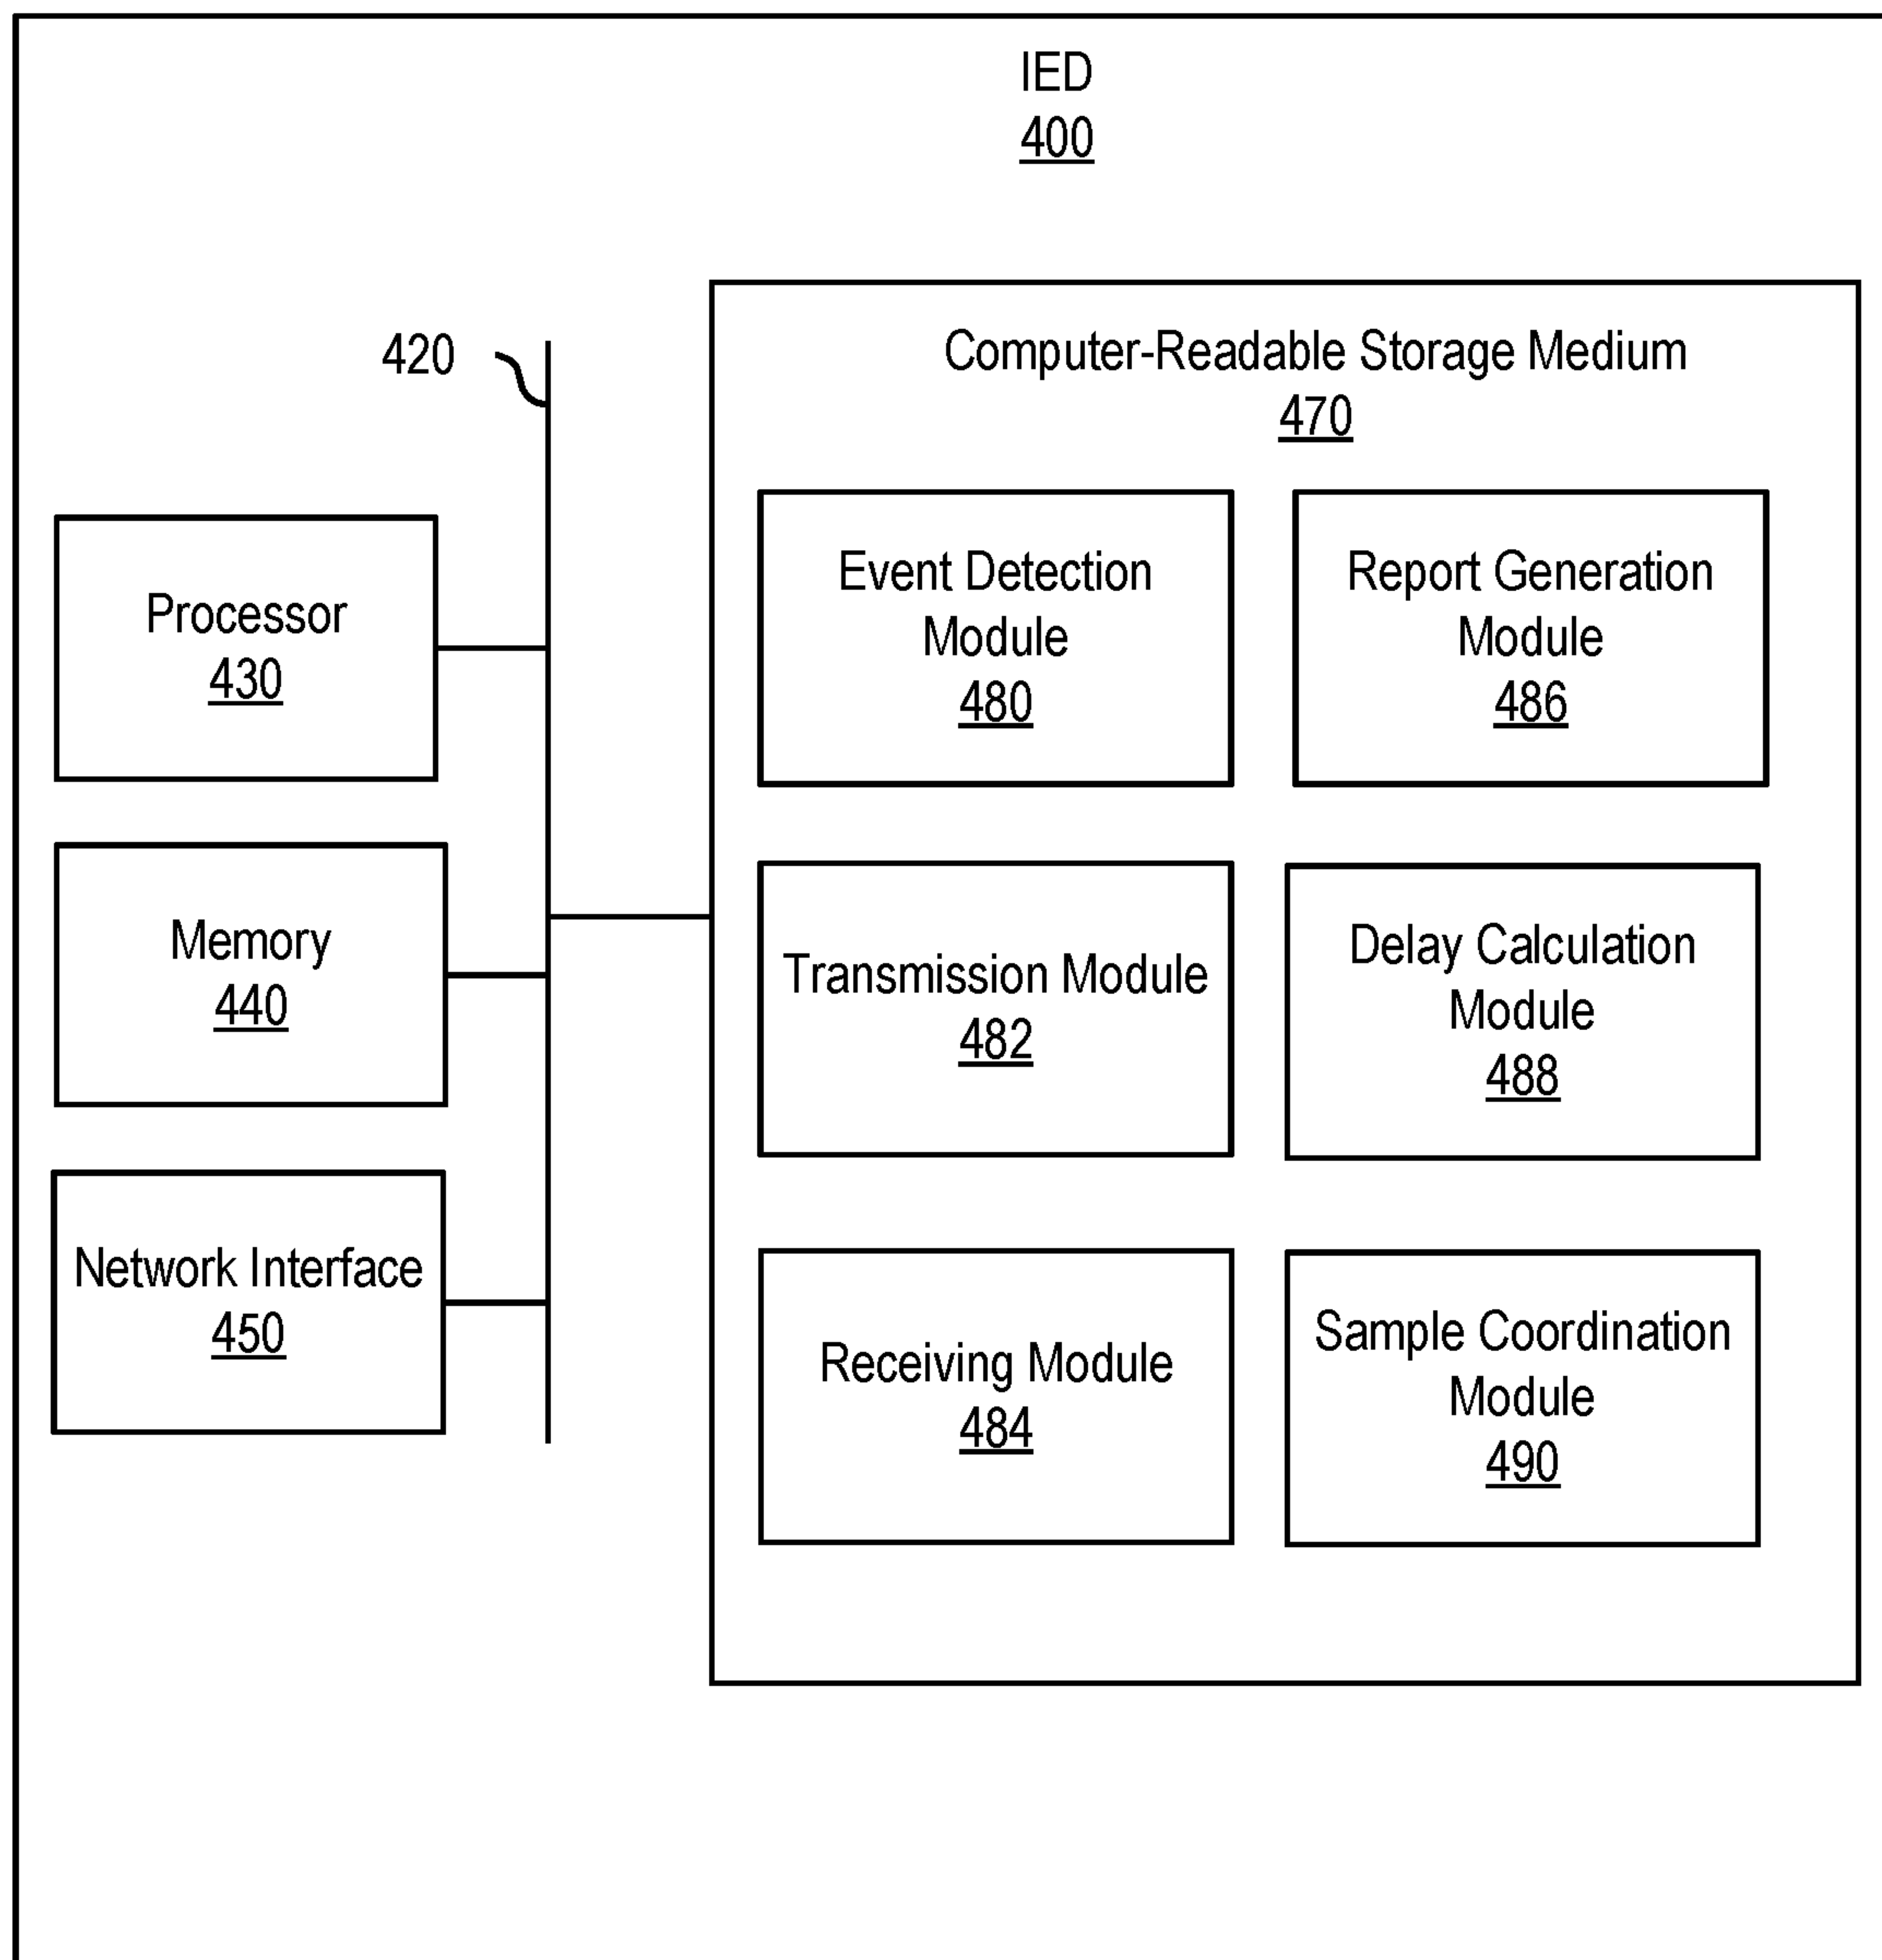 IED
400
420
Computer-Readable Storage Medium
470
Processor
430
Memory
440
Network Interface
450
Event Detection
Module
480
Report Generation
Module
486
Transmission Module
482
Delay Calculation
Module
488
Receiving Module
484
Sample Coordination
Module
490